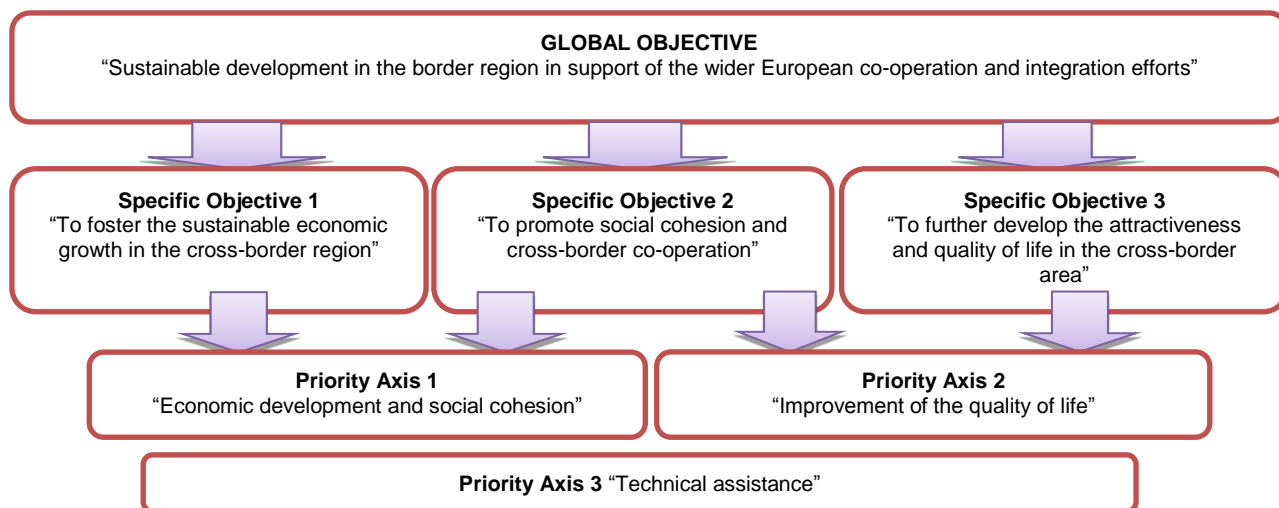 GLOBAL OBJECTIVE
“Sustainable development in the border region in support of the wider European co-operation and integration efforts”
Specific Objective 1
“To foster the sustainable economic
growth in the cross-border region”
Specific Objective 2
“To promote social cohesion and
cross-border co-operation”
Specific Objective 3
“To further develop the attractiveness
and quality of life in the cross-border
area”
Priority Axis 1
“Economic development and social cohesion”
Priority Axis 2
“Improvement of the quality of life”
Priority Axis 3 “Technical assistance”